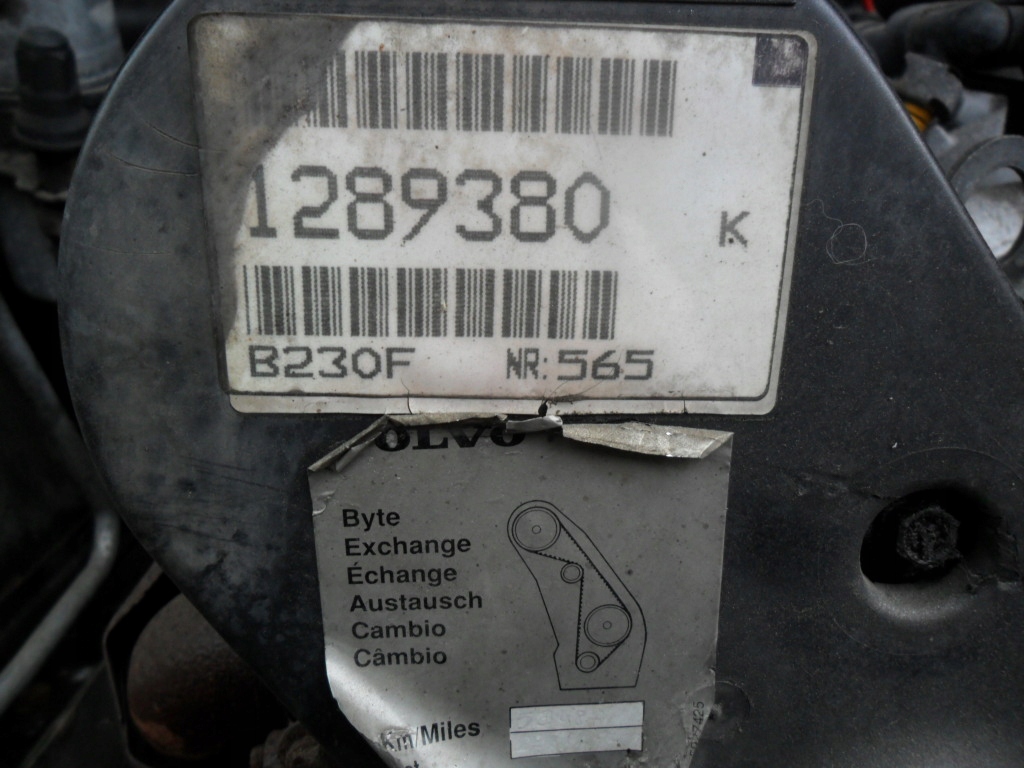 1289380 K
B230F NR:565
OLVO
Byte
Exchange
Échange
Austausch
Cambio
Câmbio
Km/Miles